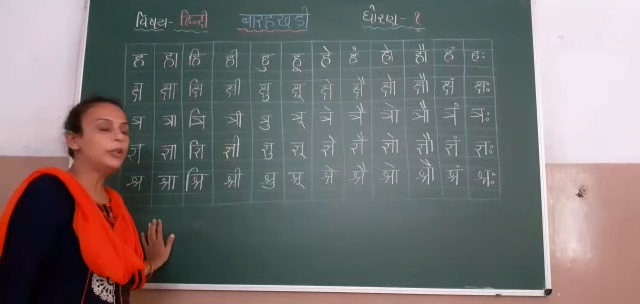 विषय- हिन्दी बारहखडी धोरण- १
ह हा हि ही हु हू हे है हो हौ हं हः
क्ष क्षा क्षि क्षी क्षु क्षू क्षे क्षै क्षो क्षौ क्षं क्षः
त्र त्रा त्रि त्री त्रु त्रू त्रे त्रै त्रो त्रौ त्रं त्रः
ज्ञ ज्ञा ज्ञि ज्ञी ज्ञु ज्ञू ज्ञे ज्ञै ज्ञो ज्ञौ ज्ञं ज्ञः
श्र श्रा श्रि श्री श्रु श्रू श्रे श्रै श्रो श्रौ श्रं श्रः